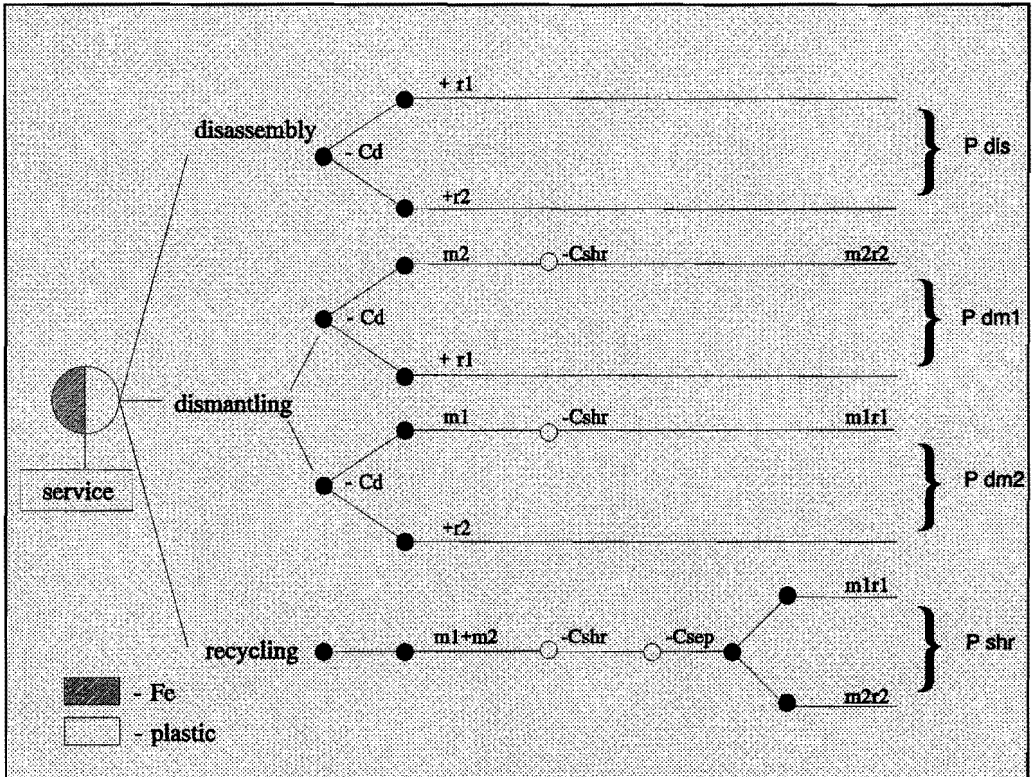 + r1
disassembly
- Cd
P dis
+r2
m2
-Cshr
m2r2
- Cd
P dm1
+ r1
dismantling
m1
-Cshr
m1r1
- Cd
P dm2
service
+r2
m1r1
m1+m2
-Cshr
-Csep
P shr
recycling
- Fe
m2r2
- plastic